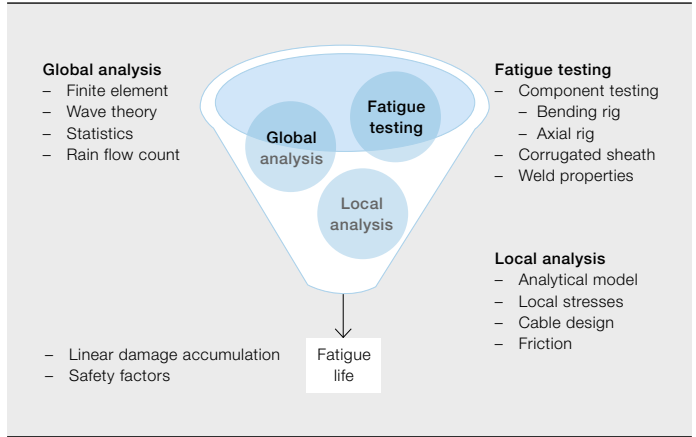 Global analysis
– Finite element
– Wave theory
– Statistics
– Rain flow count
Fatigue testing
– Component testing
– Bending rig
– Axial rig
– Corrugated sheath
– Weld properties
Global
analysis
Fatigue
testing
Local
analysis
Local analysis
– Analytical model
– Local stresses
– Cable design
– Friction
– Linear damage accumulation
– Safety factors
Fatigue
life